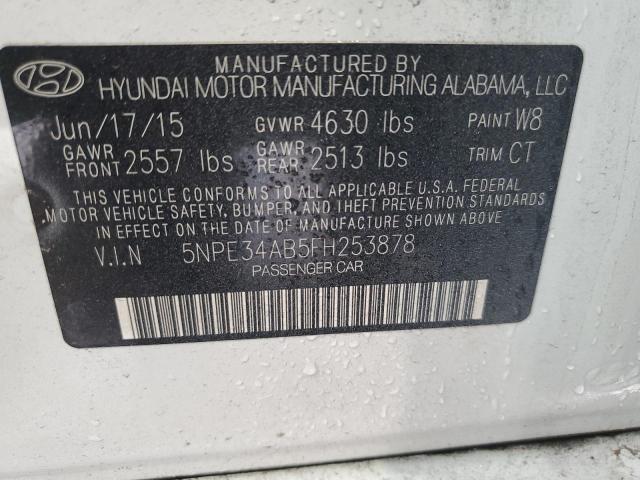 MANUFACTURED BY
HYUNDAI MOTOR MANUFACTURING ALABAMA, LLC
Jun/17/15 GVWR 4630 lbs PAINT W8
GAWR FRONT 2557 lbs GAWR REAR 2513 lbs TRIM CT
THIS VEHICLE CONFORMS TO ALL APPLICABLE U.S.A. FEDERAL
MOTOR VEHICLE SAFETY, BUMPER, AND THEFT PREVENTION STANDARDS
IN EFFECT ON THE DATE OF MANUFACTURE SHOWN ABOVE.
V.I.N 5NPE34AB5FH253878
PASSENGER CAR